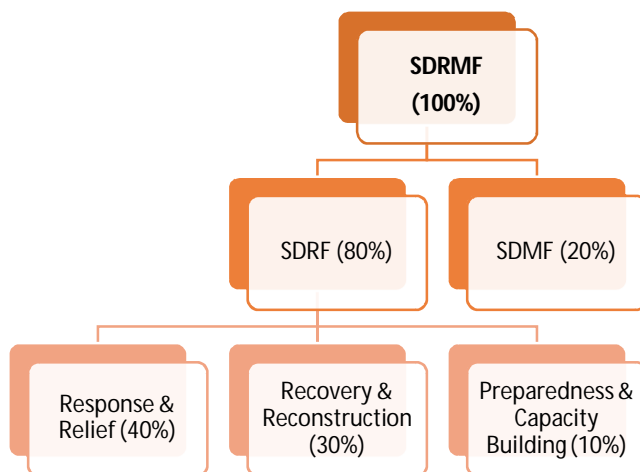 SDRMF
(100%)
SDRF (80%)
SDMF (20%)
Response &
Relief (40%)
Recovery &
Reconstruction
(30%)
Preparedness &
Capacity
Building (10%)